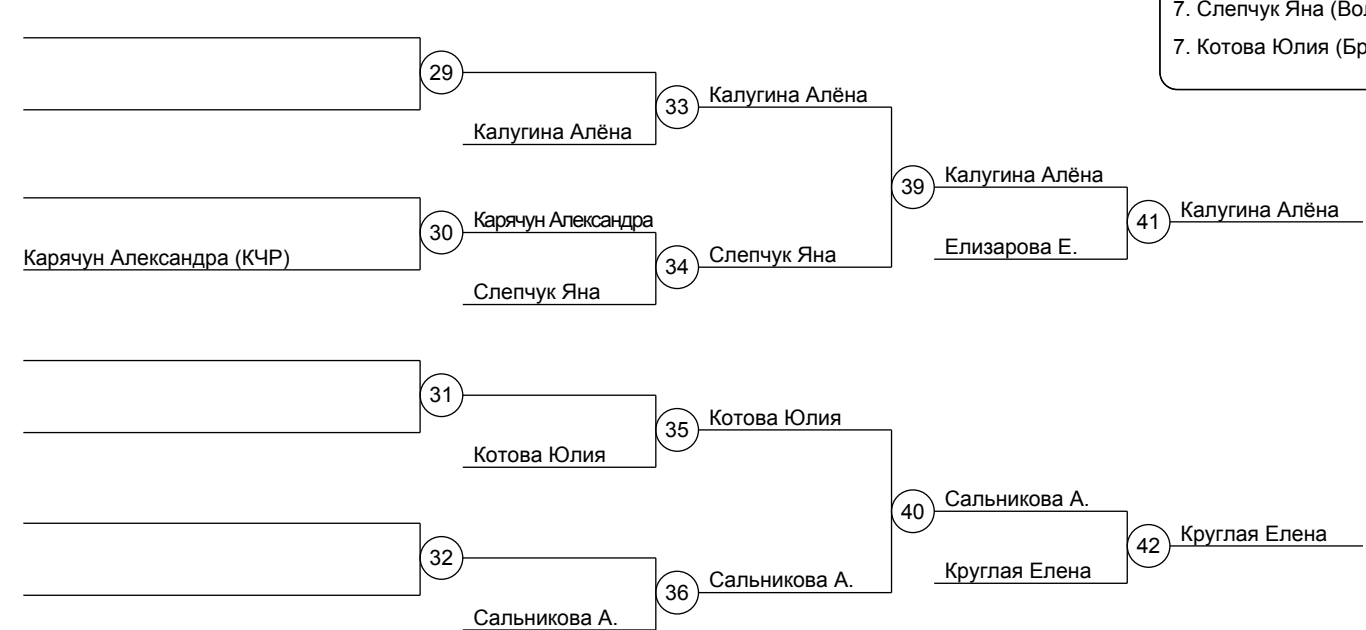 7. Слепчук Яна (Вол
7. Котова Юлия (Бр
29
Калугина Алёна
33
Калугина Алёна
Карячун Александра (КЧР)
30
Карячун Александра
Слепчук Яна
34
Слепчук Яна
39
Калугина Алёна
Елизарова Е.
41
Калугина Алёна
31
Котова Юлия
35
Котова Юлия
32
Сальникова А.
36
Сальникова А.
40
Сальникова А.
Круглая Елена
42
Круглая Елена